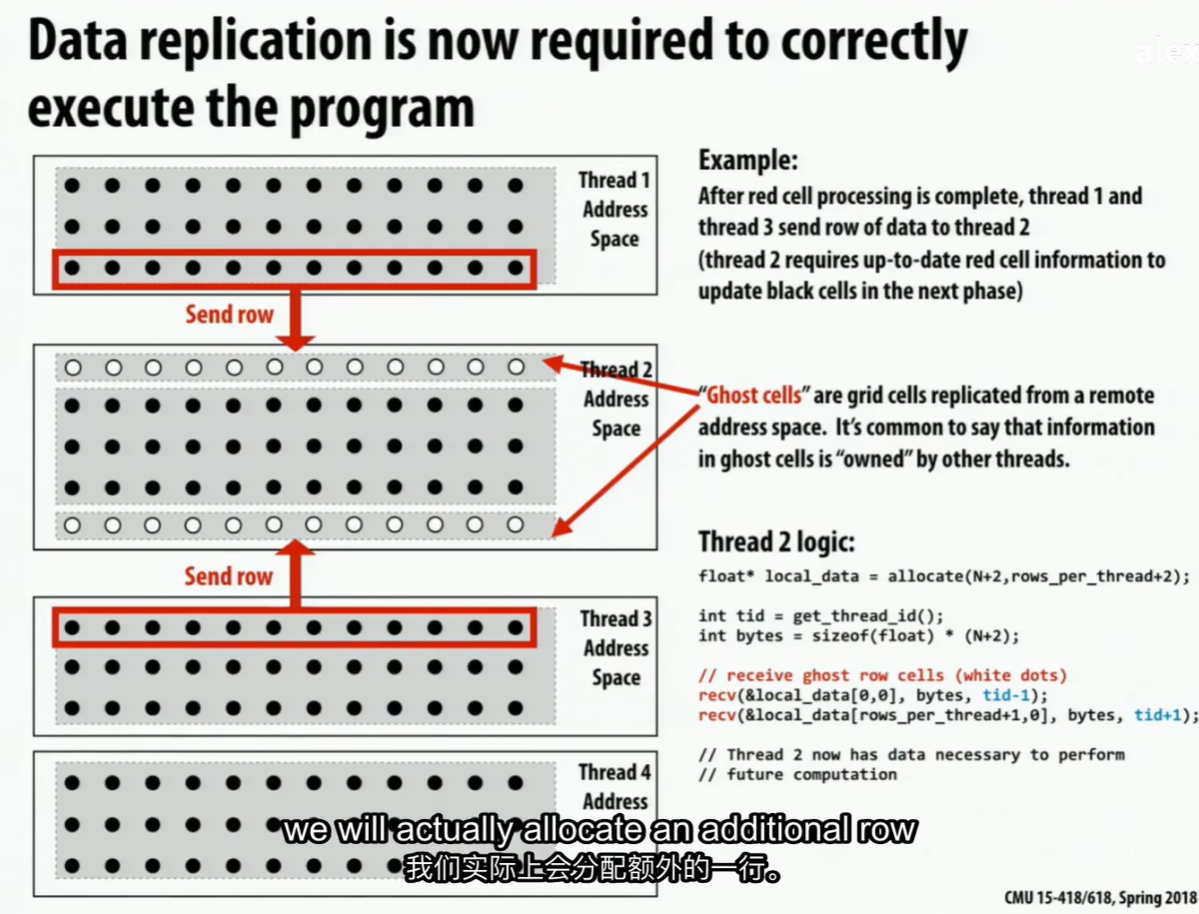 Data replication is now required to correctly
execute the program
alex
Thread 1
Address
Space
Send row
Thread 2
Address
Space
Send row
Thread 3
Address
Space
Thread 4
Address
Example:
After red cell processing is complete, thread 1 and
thread 3 send row of data to thread 2
(thread 2 requires up-to-date red cell information to
update black cells in the next phase)
“Ghost cells” are grid cells replicated from a remote
address space. It’s common to say that information
in ghost cells is “owned” by other threads.
Thread 2 logic:
float* local_data = allocate(N+2,rows_per_thread+2);
int tid = get_thread_id();
int bytes = sizeof(float) * (N+2);
// receive ghost row cells (white dots)
recv(&local_data[0,0], bytes, tid-1);
recv(&local_data[rows_per_thread+1,0], bytes, tid+1);
// Thread 2 now has data necessary to perform
// future computation
we will actually allocate an additional row
我们实际上会分配额外的一行。
CMU 15-418/618, Spring 2018